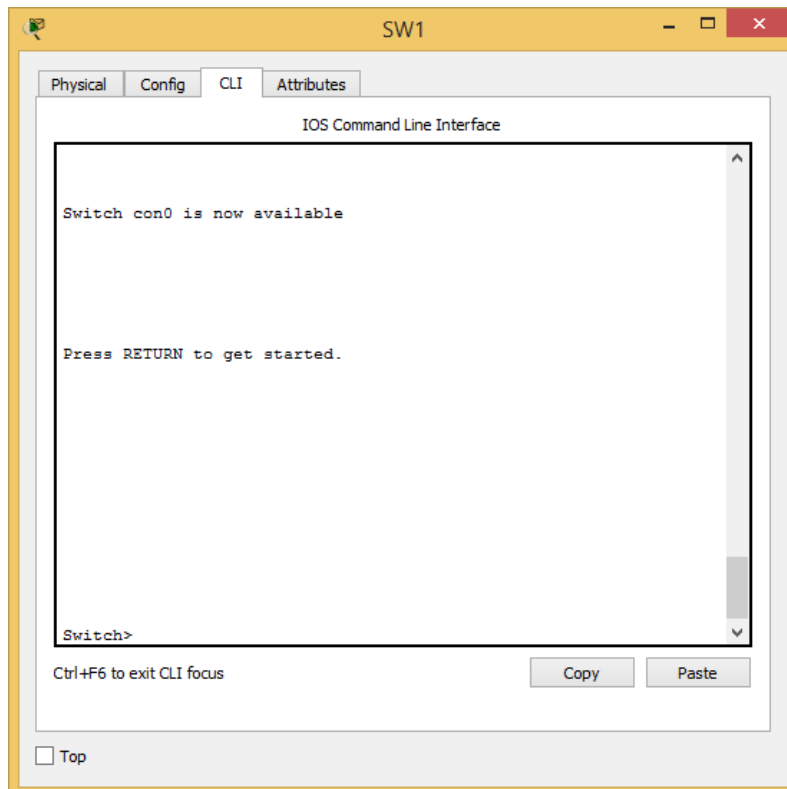 SW1
Physical Config CLI Attributes
IOS Command Line Interface
Switch con0 is now available
Press RETURN to get started.
Switch>
Ctrl+F6 to exit CLI focus
Copy Paste
Top